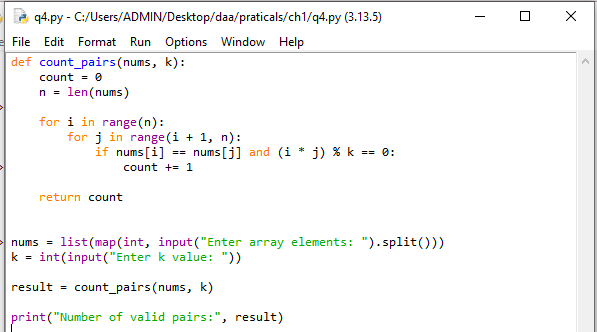 q4.py - C:/Users/ADMIN/Desktop/daa/praticals/ch1/q4.py (3.13.5)
File Edit Format Run Options Window Help
def count_pairs(nums, k):
    count = 0
    n = len(nums)

    for i in range(n):
        for j in range(i + 1, n):
            if nums[i] == nums[j] and (i * j) % k == 0:
                count += 1

    return count


nums = list(map(int, input("Enter array elements: ").split()))
k = int(input("Enter k value: "))

result = count_pairs(nums, k)

print("Number of valid pairs:", result)